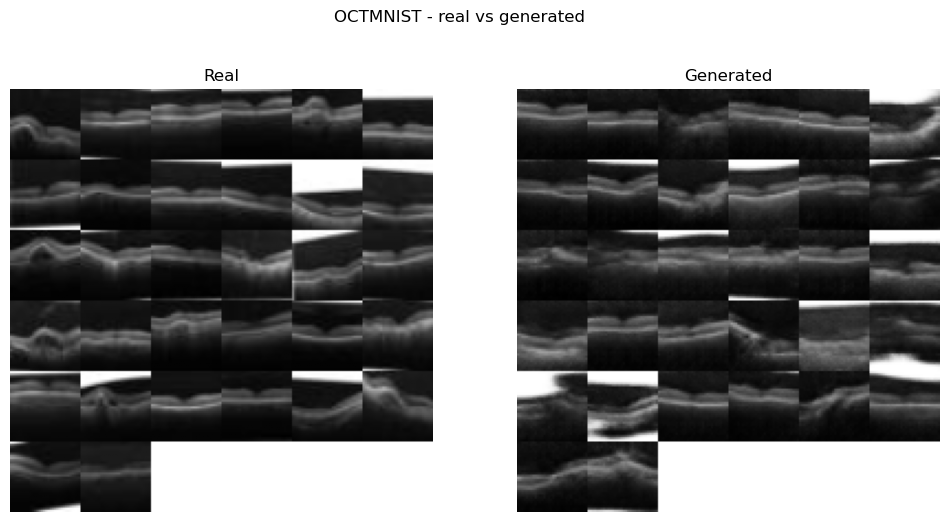 OCTMNIST - real vs generated
Real
Generated